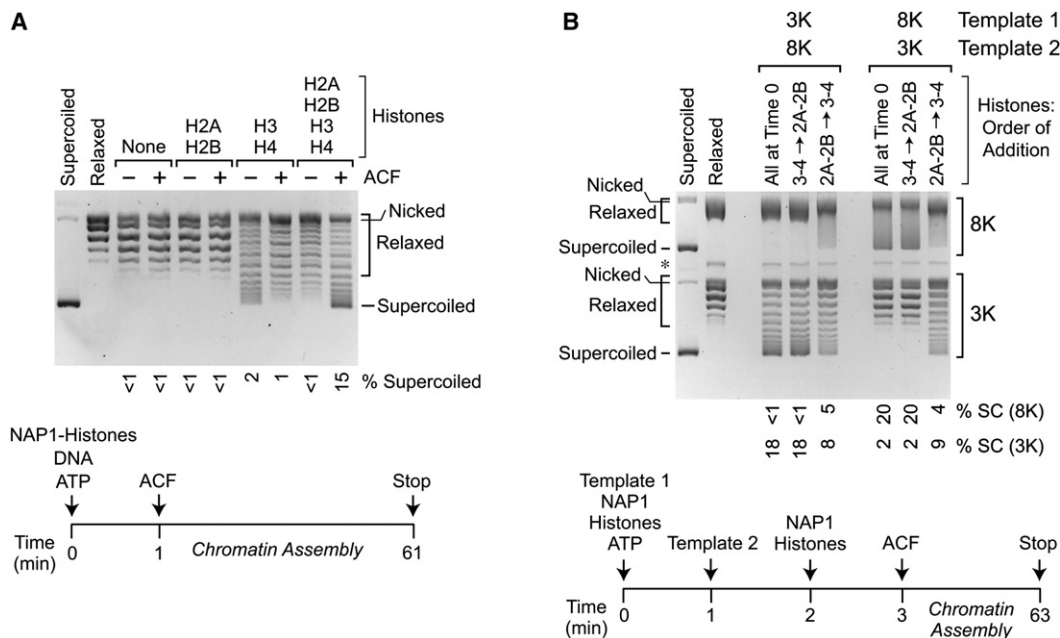 A
H2A
H2B
H2A H3 H3
None H2B H4 H4
Histones
Supercoiled
Relaxed
– + – + – + – + ACF
Nicked
Relaxed
Supercoiled
<1 <1 <1 <1 2 1 <1 15 % Supercoiled
NAP1-Histones
DNA
ATP ACF Stop
Time
(min) 0 1 Chromatin Assembly 61
B
3K 8K Template 1
8K 3K Template 2
Supercoiled
Relaxed
All at Time 0
3-4 → 2A-2B
2A-2B → 3-4
All at Time 0
3-4 → 2A-2B
2A-2B → 3-4
Histones:
Order of
Addition
Nicked
Relaxed
Supercoiled
8K
*
Nicked
Relaxed
Supercoiled
3K
<1 <1 5 20 20 4 % SC (8K)
18 18 8 2 2 9 % SC (3K)
Template 1
NAP1
Histones
ATP
Template 2
NAP1
Histones
ACF
Stop
Time
(min) 0 1 2 3 Chromatin Assembly 63